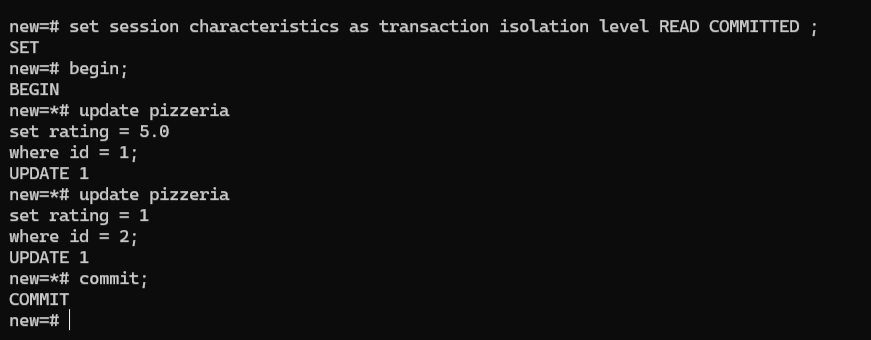 new=# set session characteristics as transaction isolation level READ COMMITTED ;
SET
new=# begin;
BEGIN
new=*# update pizzeria
set rating = 5.0
where id = 1;
UPDATE 1
new=*# update pizzeria
set rating = 1
where id = 2;
UPDATE 1
new=*# commit;
COMMIT
new=#